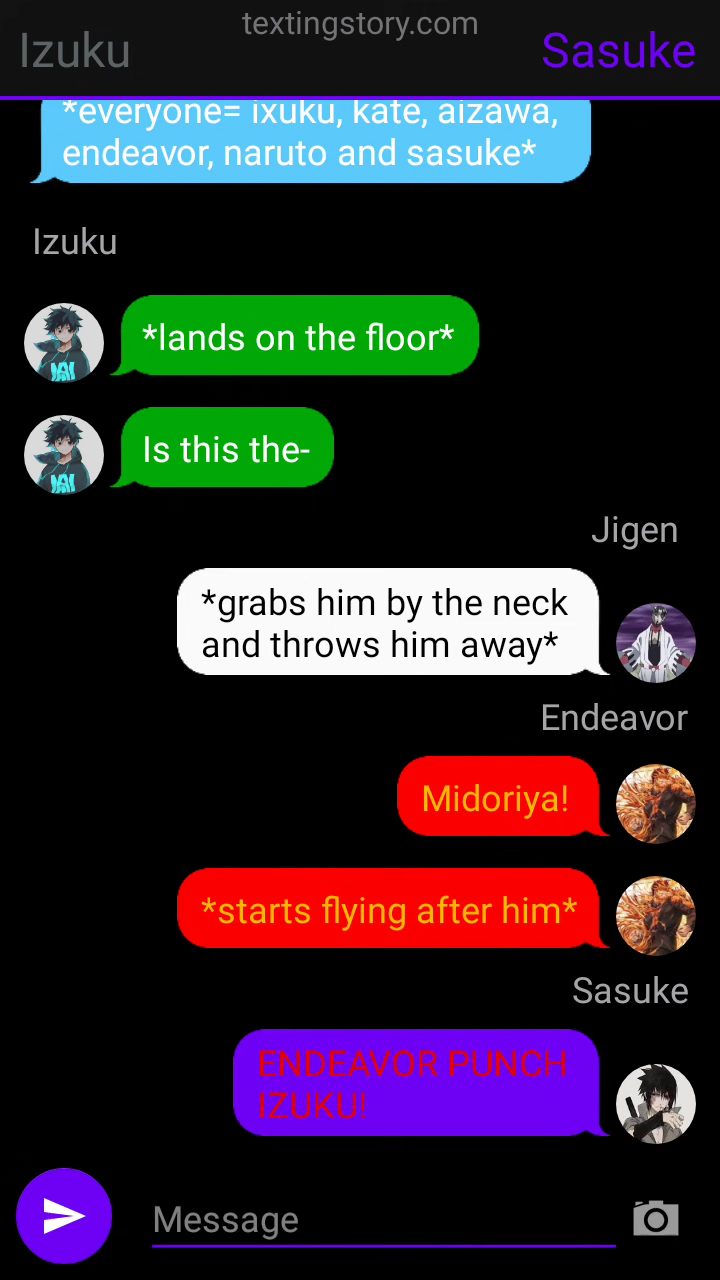 textingstory.com
Izuku
Sasuke
*everyone= ixuku, kate, aizawa,
endeavor, naruto and sasuke*
Izuku
*lands on the floor*
Is this the-
Jigen
*grabs him by the neck
and throws him away*
Endeavor
Midoriya!
*starts flying after him*
Sasuke
ENDEAVOR PUNCH
IZUKU!
Message